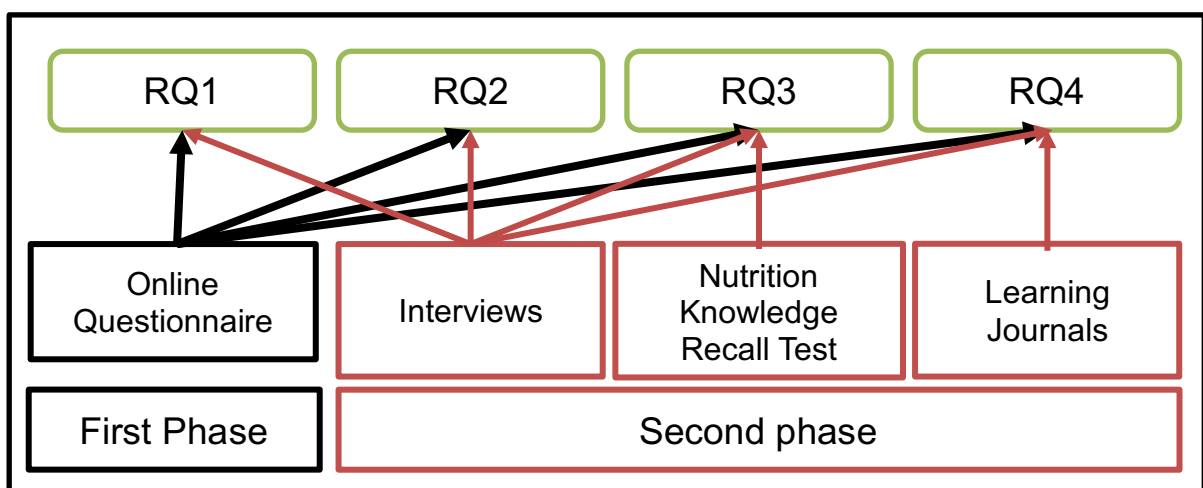 RQ1
RQ2
RQ3
RQ4
Online
Questionnaire
Interviews
Nutrition
Knowledge
Recall Test
Learning
Journals
First Phase
Second phase